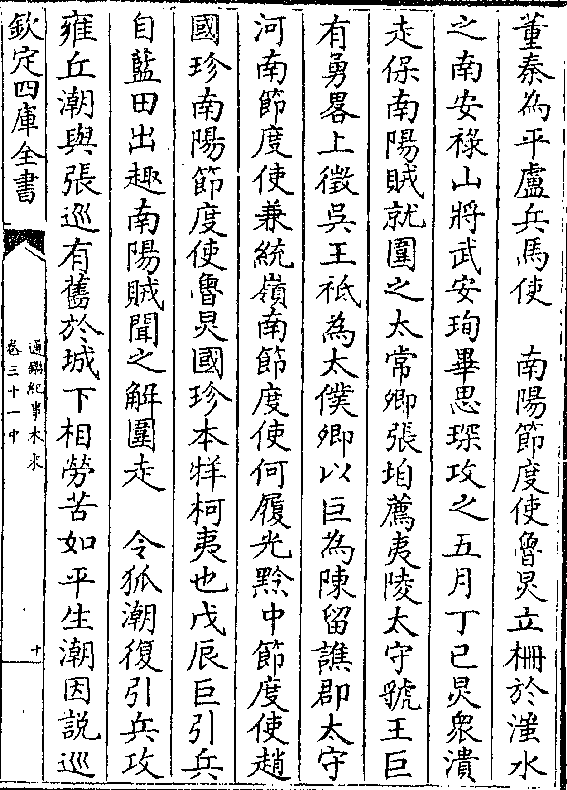 董秦為平盧兵馬使　南陽節度使魯炅立柵於滍水
之南安祿山將武安珣畢思琛攻之五月丁巳炅衆潰
走保南陽賊就圍之太常卿張垍薦夷陵太守虢王巨
有勇畧上徵吳王祗為太僕卿以巨為陳留譙郡太守
河南節度使兼統嶺南節度使何履光黔中節度使趙
國珍南陽節度使魯炅國珍本牂柯夷也戊辰巨引兵
自藍田出趣南陽賊聞之解圍走　令狐潮復引兵攻
雍丘潮與張巡有舊於城下相勞苦如平生潮因說巡
欽定四庫全書
通鑑紀事本末
卷三十一中
十